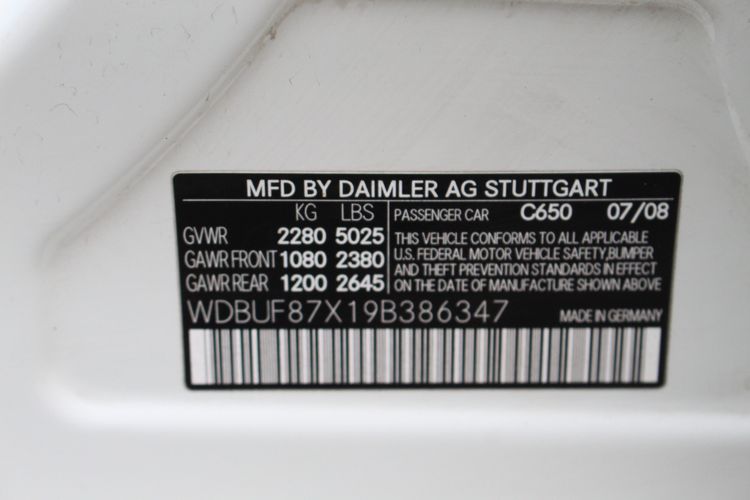 MFD BY DAIMLER AG STUTTGART
KG LBS
GVWR 2280 5025
GAWR FRONT 1080 2380
GAWR REAR 1200 2645
PASSENGER CAR C650 07/08
THIS VEHICLE CONFORMS TO ALL APPLICABLE
U.S. FEDERAL MOTOR VEHICLE SAFETY,BUMPER
AND THEFT PREVENTION STANDARDS IN EFFECT
ON THE DATE OF MANUFACTURE SHOWN ABOVE
WDBUF87X19B386347
MADE IN GERMANY